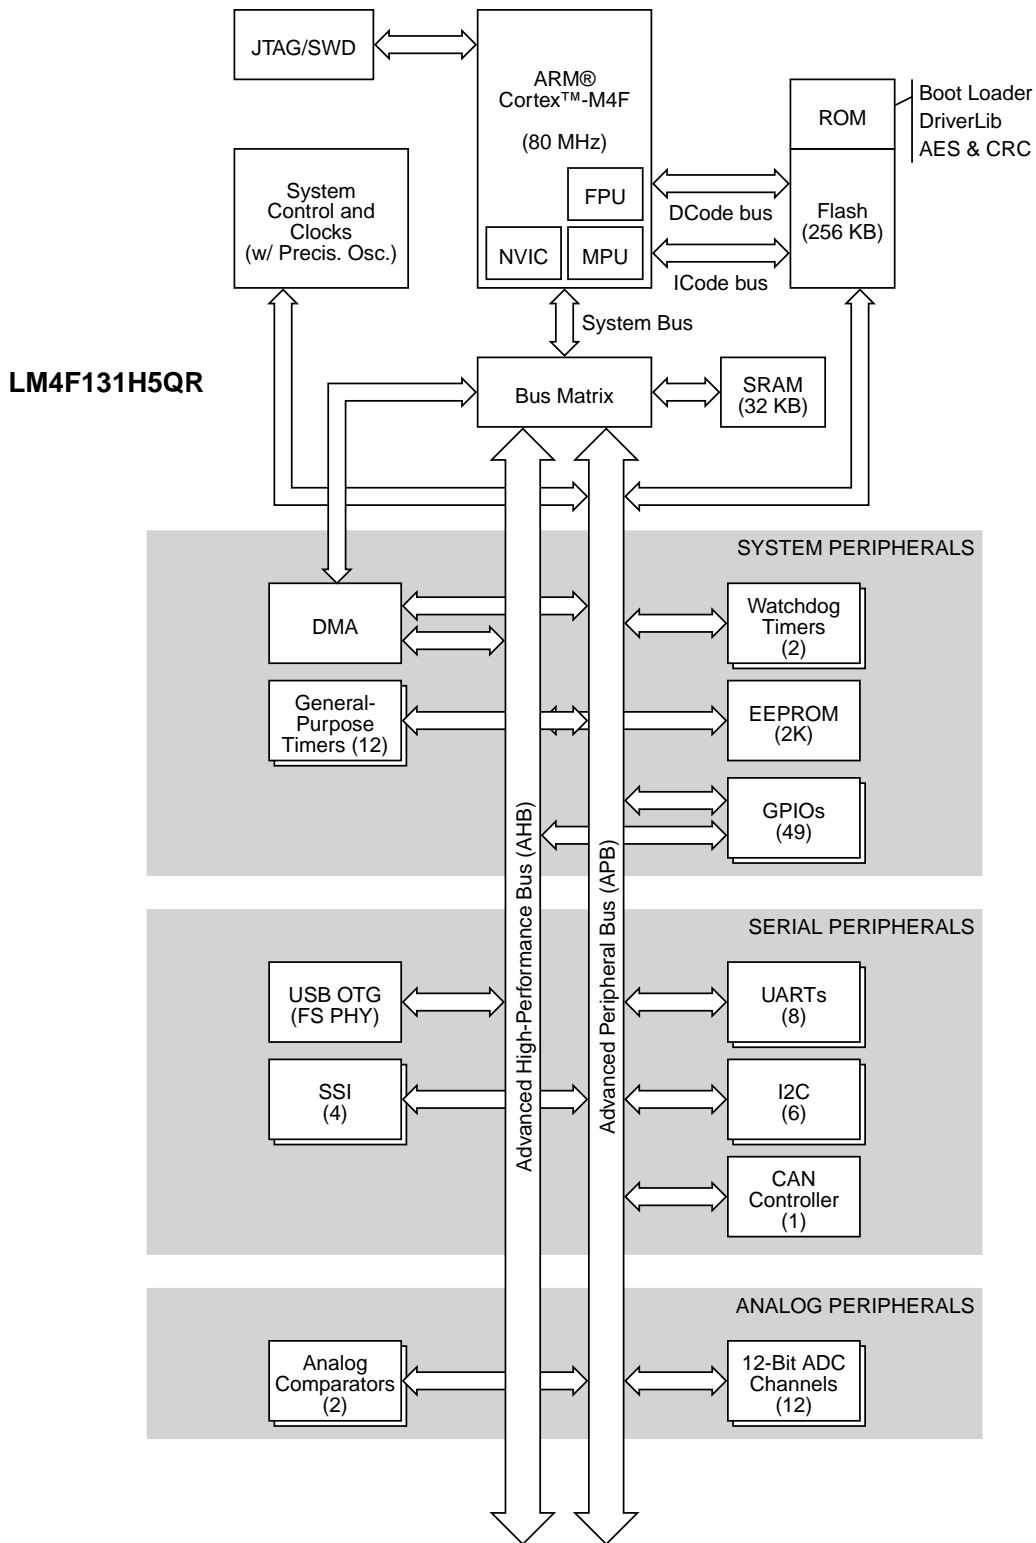 JTAG/SWD
ARM®
Cortex™-M4F
(80 MHz)
FPU
NVIC
MPU
ROM
Boot Loader
DriverLib
AES & CRC
Flash
(256 KB)
DCode bus
ICode bus
System
Control and
Clocks
(w/ Precis. Osc.)
System Bus
LM4F131H5QR
Bus Matrix
SRAM
(32 KB)
SYSTEM PERIPHERALS
DMA
Watchdog
Timers
(2)
General-
Purpose
Timers (12)
EEPROM
(2K)
GPIOs
(49)
Advanced High-Performance Bus (AHB)
Advanced Peripheral Bus (APB)
SERIAL PERIPHERALS
USB OTG
(FS PHY)
UARTs
(8)
SSI
(4)
I2C
(6)
CAN
Controller
(1)
ANALOG PERIPHERALS
Analog
Comparators
(2)
12-Bit ADC
Channels
(12)